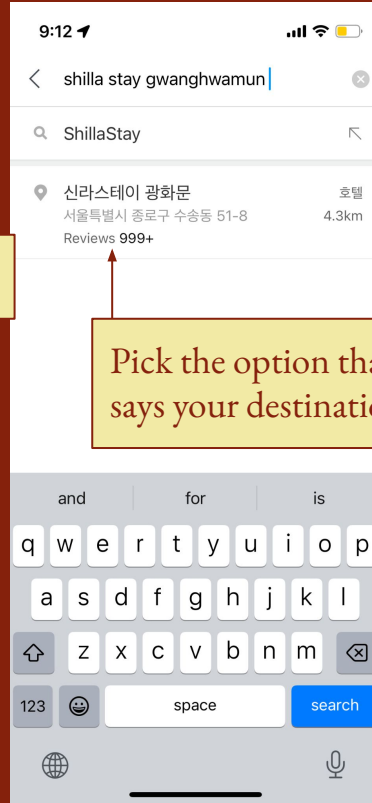 9:12
shilla stay gwanghwamun
ShillaStay
신라스테이 광화문
호텔
서울특별시 종로구 수송동 51-8
4.3km
Reviews 999+
Pick the option tha
says your destinati
and for is
q w e r t y u i o p
a s d f g h j k l
z x c v b n m
123 space search